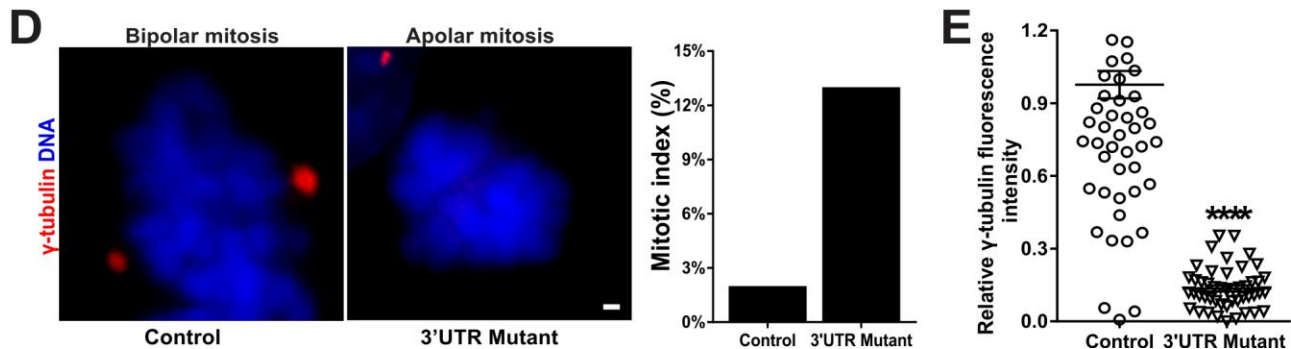 D
Bipolar mitosis
Apolar mitosis
γ-tubulin DNA
Control
3’UTR Mutant
Mitotic index (%)
15%
12%
9%
6%
3%
0%
Control
3'UTR Mutant
E
Relative γ-tubulin fluorescence
intensity
1.2
0.9
0.6
0.3
0.0
****
Control
3'UTR Mutant